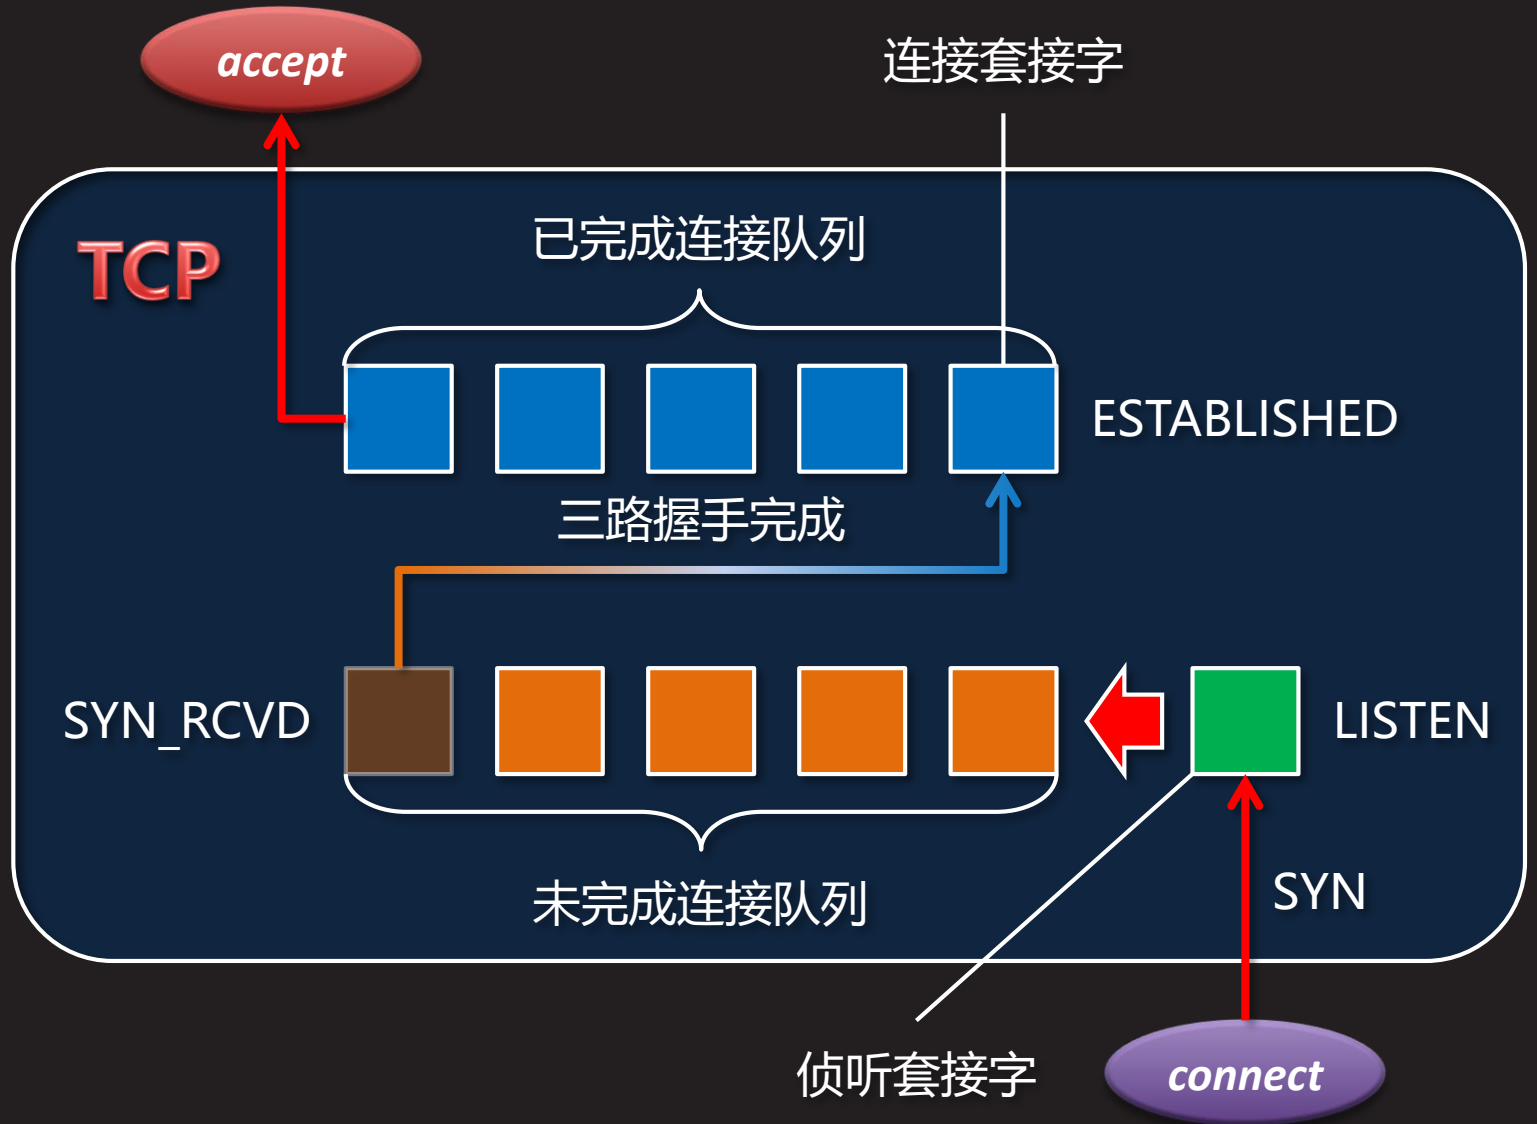 accept
连接套接字
TCP
已完成连接队列
ESTABLISHED
三路握手完成
SYN_RCVD
LISTEN
未完成连接队列
SYN
侦听套接字
connect